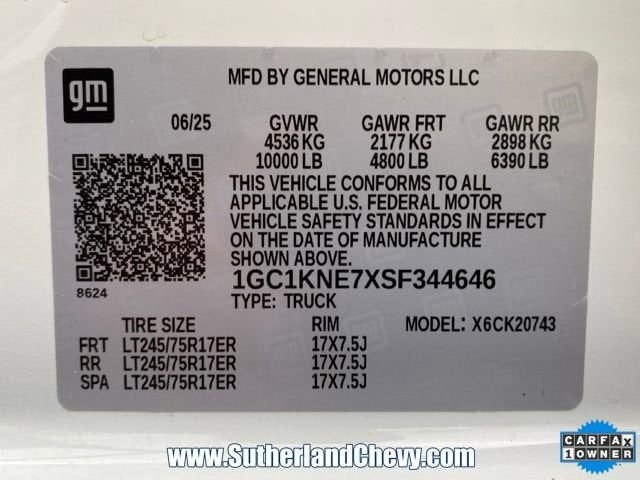 gm
MFD BY GENERAL MOTORS LLC
06/25 GVWR GAWR FRT GAWR RR
4536 KG 2177 KG 2898 KG
10000 LB 4800 LB 6390 LB
THIS VEHICLE CONFORMS TO ALL
APPLICABLE U.S. FEDERAL MOTOR
VEHICLE SAFETY STANDARDS IN EFFECT
ON THE DATE OF MANUFACTURE
SHOWN ABOVE.
8624
1GC1KNE7XSF344646
TYPE: TRUCK
TIRE SIZE RIM MODEL: X6CK20743
FRT LT245/75R17ER 17X7.5J
RR LT245/75R17ER 17X7.5J
SPA LT245/75R17ER 17X7.5J
www.SutherlandChevy.com
CARFAX
1 OWNER